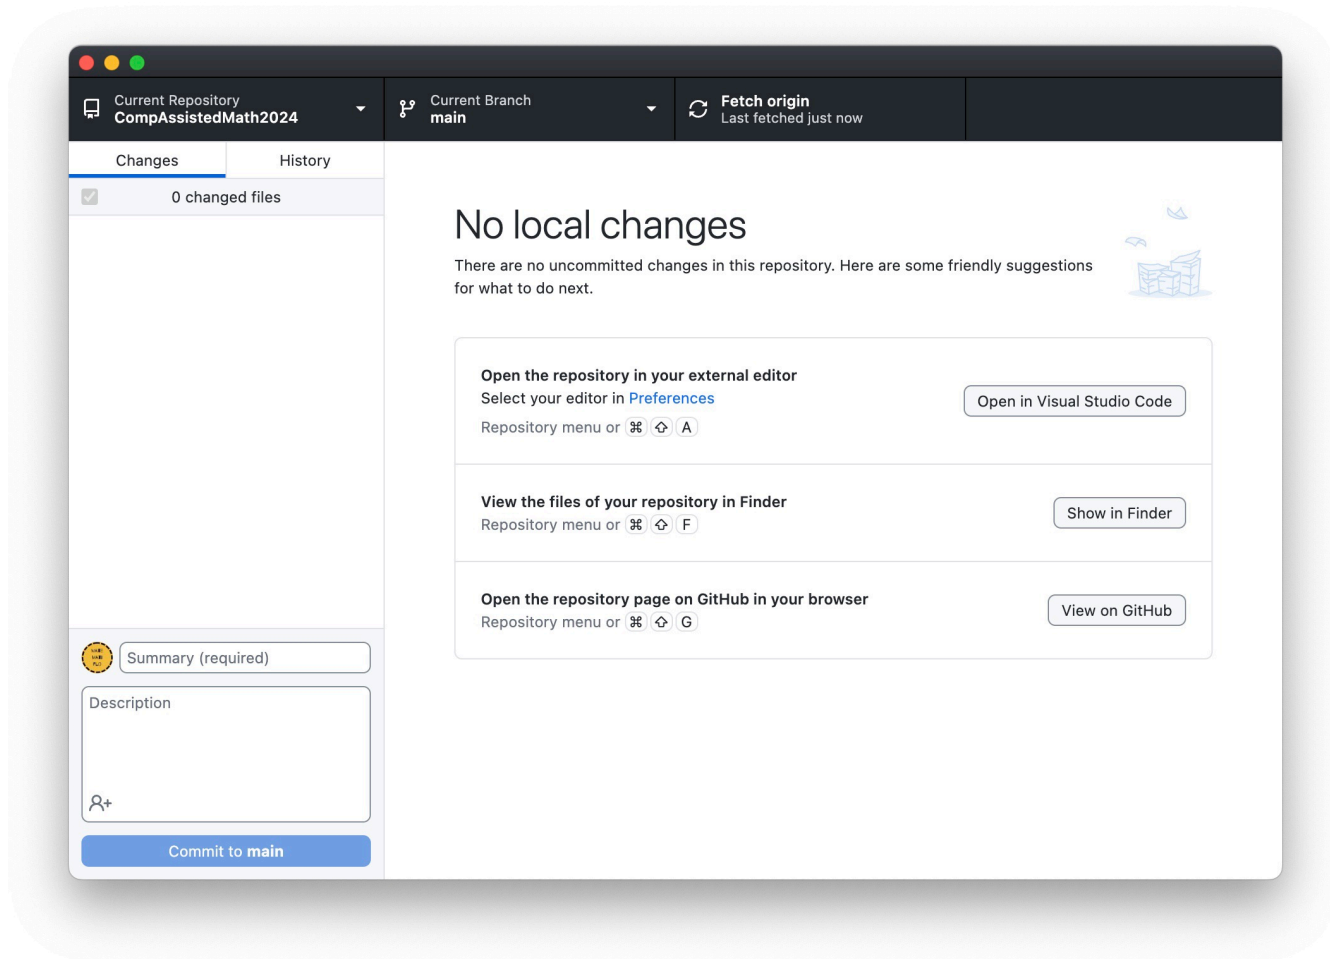 Current Repository
CompAssistedMath2024
Current Branch
main
Fetch origin
Last fetched just now
Changes
History
0 changed files
No local changes
There are no uncommitted changes in this repository. Here are some friendly suggestions
for what to do next.
Open the repository in your external editor
Select your editor in Preferences
Repository menu or ⌘ ⇧ A
Open in Visual Studio Code
View the files of your repository in Finder
Repository menu or ⌘ ⇧ F
Show in Finder
Open the repository page on GitHub in your browser
Repository menu or ⌘ ⇧ G
View on GitHub
Summary (required)
Description
Commit to main